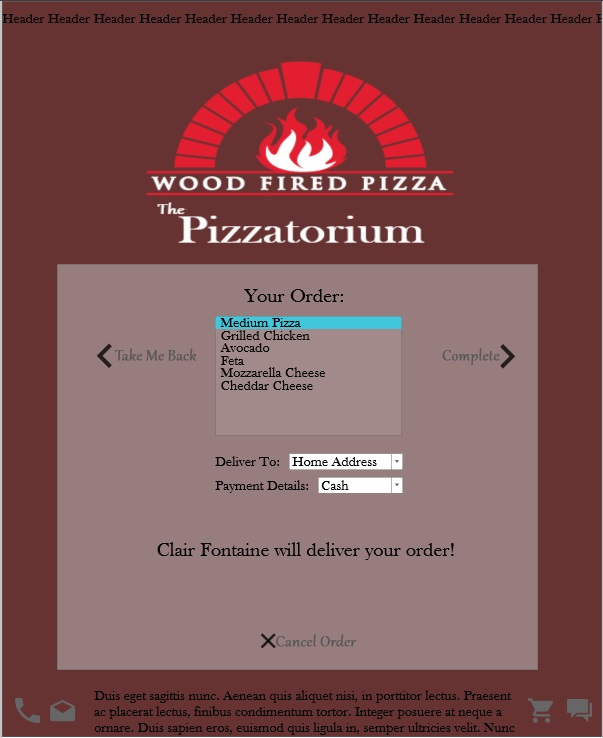 Header Header Header Header Header Header Header Header Header Header Header Header Header
WOOD FIRED PIZZA
The
Pizzatorium
Your Order:
Medium Pizza
Grilled Chicken
Avocado
Feta
Mozzarella Cheese
Cheddar Cheese
Take Me Back
Complete
Deliver To: Home Address
Payment Details: Cash
Clair Fontaine will deliver your order!
Cancel Order
Duis eget sagittis nunc. Aenean quis aliquet nisi, in porttitor lectus. Praesent
ac placerat lectus, finibus condimentum tortor. Integer posuere at neque a
ornare. Duis sapien eros, euismod quis ligula in, semper ultricies velit. Nunc